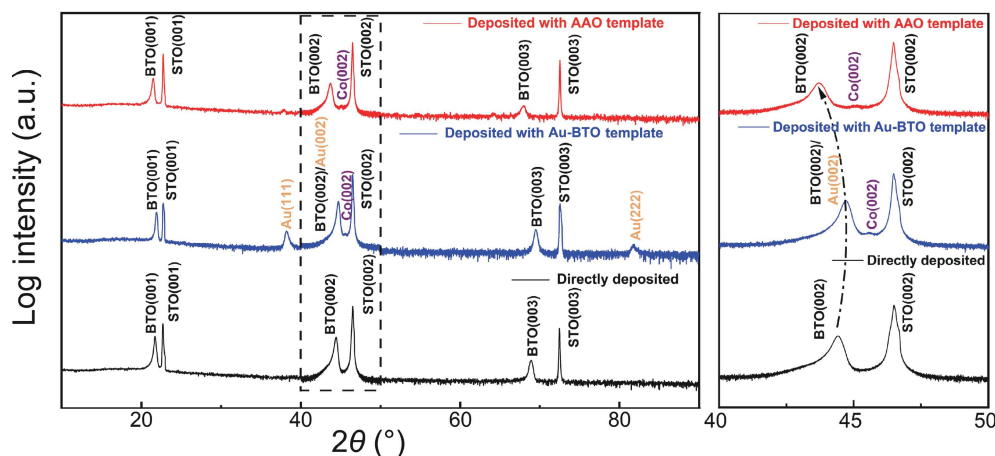 Log intensity (a.u.)
Deposited with AAO template
BTO(001)
STO(001)
BTO(002)
Co(002)
STO(002)
BTO(003)
STO(003)
Deposited with Au-BTO template
BTO(001)
STO(001)
Au(111)
BTO(002)/Au(002)
Co(002)
STO(002)
BTO(003)
STO(003)
Au(222)
Directly deposited
BTO(001)
STO(001)
BTO(002)
STO(002)
BTO(003)
STO(003)
20
40
60
80
2θ (°)
Deposited with AAO template
BTO(002)
Co(002)
STO(002)
Deposited with Au-BTO template
BTO(002)/
Au(002)
Co(002)
STO(002)
Directly deposited
BTO(002)
STO(002)
40
45
50